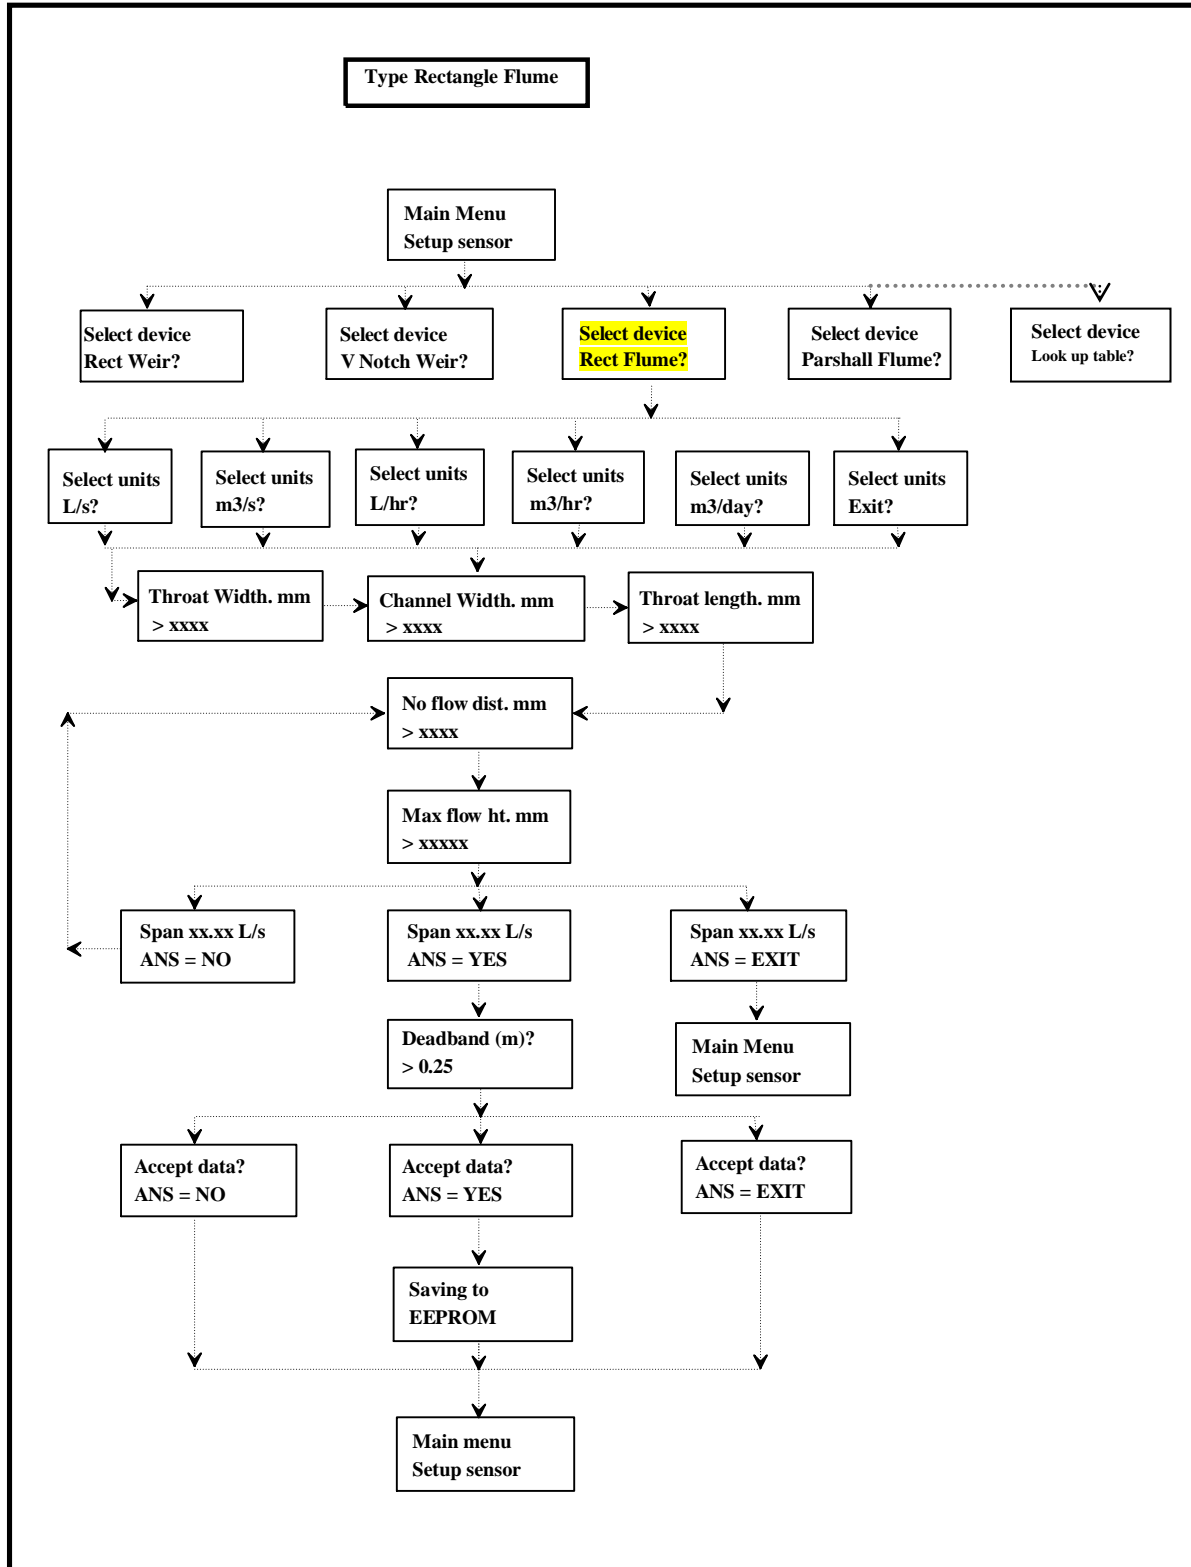 Type Rectangle Flume
Main Menu
Setup sensor
Select device
Rect Weir?
Select device
V Notch Weir?
Select device
Rect Flume?
Select device
Parshall Flume?
Select device
Look up table?
Select units
L/s?
Select units
m3/s?
Select units
L/hr?
Select units
m3/hr?
Select units
m3/day?
Select units
Exit?
Throat Width. mm
> xxxx
Channel Width. mm
> xxxx
Throat length. mm
> xxxx
No flow dist. mm
> xxxx
Max flow ht. mm
> xxxxx
Span xx.xx L/s
ANS = NO
Span xx.xx L/s
ANS = YES
Span xx.xx L/s
ANS = EXIT
Deadband (m)?
> 0.25
Main Menu
Setup sensor
Accept data?
ANS = NO
Accept data?
ANS = YES
Accept data?
ANS = EXIT
Saving to
EEPROM
Main menu
Setup sensor